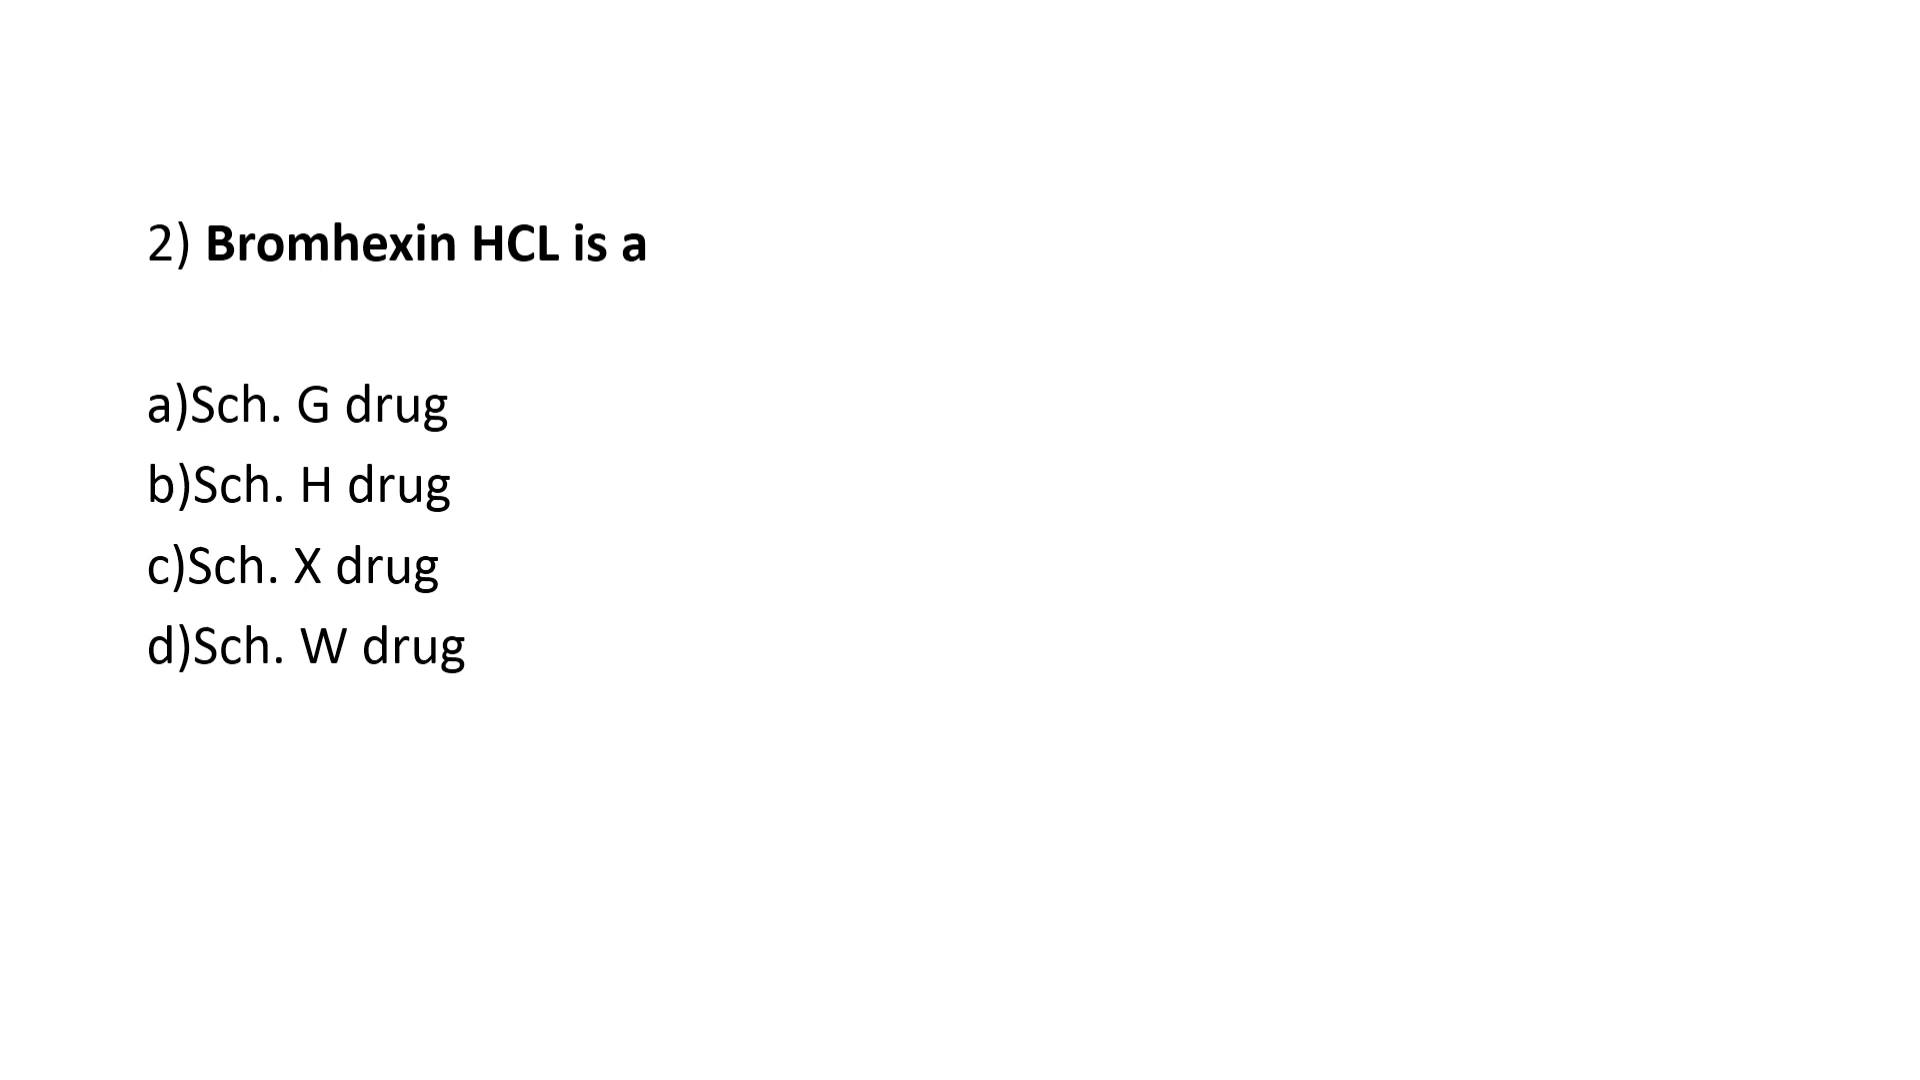 2) Bromhexin HCL is a
a)Sch. G drug
b)Sch. H drug
c)Sch. X drug
d)Sch. W drug